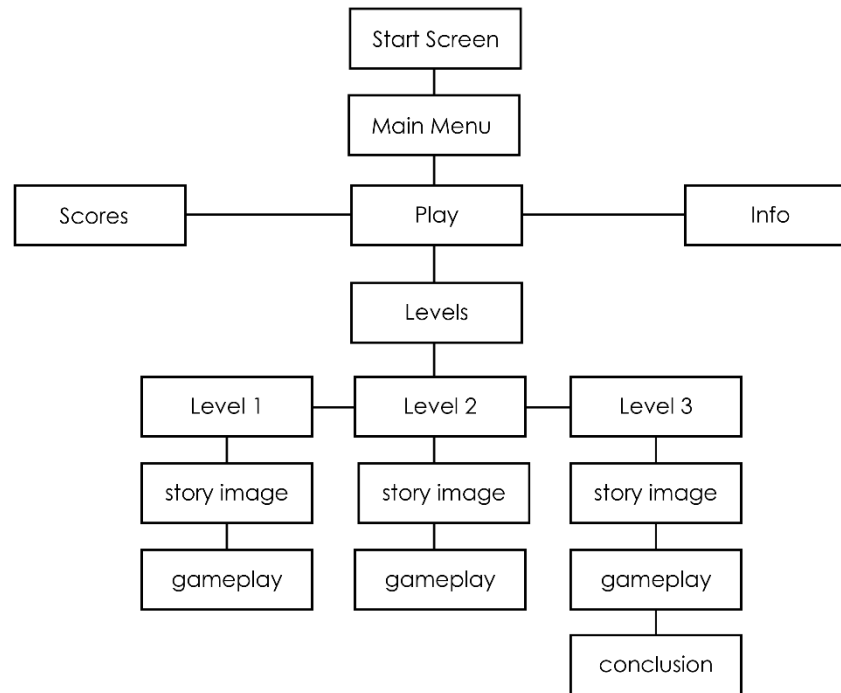 Start Screen
Main Menu
Scores
Play
Info
Levels
Level 1
Level 2
Level 3
story image
story image
story image
gameplay
gameplay
gameplay
conclusion